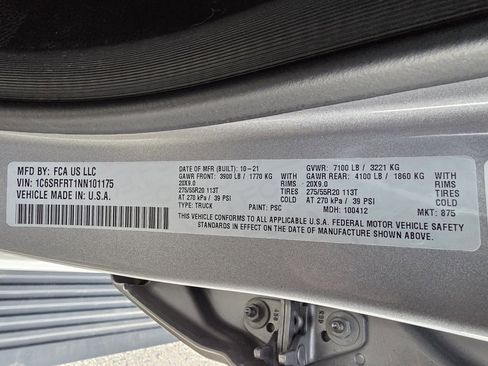 MFD BY: FCA US LLC
VIN: 1C6SRFRT1NN101175
VEHICLE MADE IN: U.S.A.
DATE OF MFR (BUILT): 10-21
GAWR FRONT: 3900 LB / 1770 KG
20X9.0
275/55R20 113T
AT 270 kPa / 39 PSI
TYPE: TRUCK PAINT: PSC
GVWR: 7100 LB / 3221 KG
GAWR REAR: 4100 LB / 1860 KG
20X9.0 RIMS
275/55R20 113T TIRES
AT 270 kPa / 39 PSI COLD
MDH: 100412 MKT: 875
RIMS
TIRES
COLD
THIS VEHICLE CONFORMS TO ALL APPLICABLE U.S.A. FEDERAL MOTOR VEHICLE SAFETY
STANDARDS IN EFFECT ON THE DATE OF MANUFACTURE SHOWN ABOVE